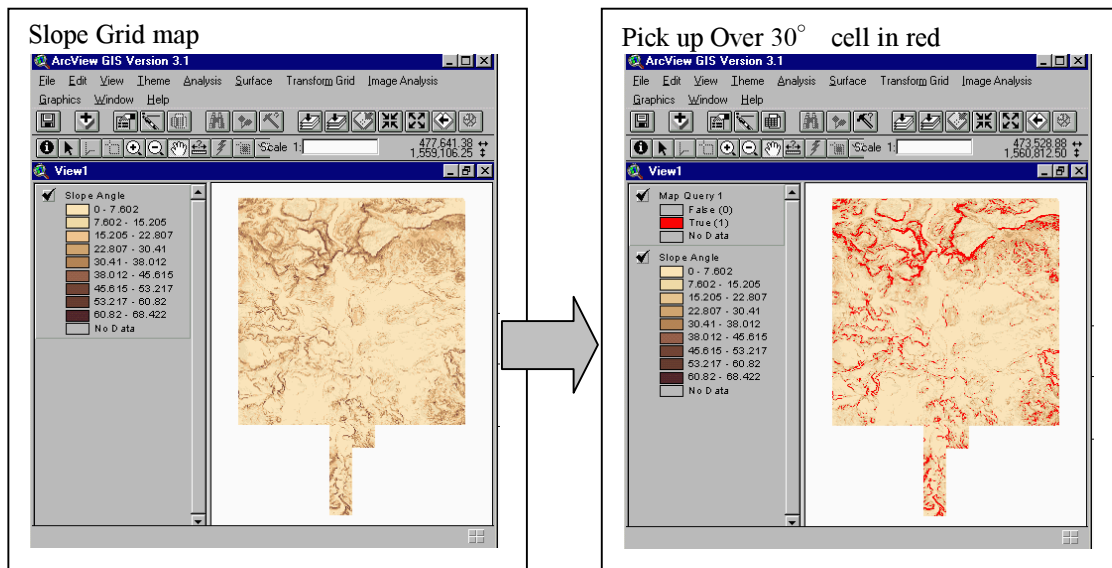 Slope Grid map
ArcView GIS Version 3.1
File Edit View Theme Analysis Surface Transform Grid Image Analysis
Graphics Window Help
Scale 1:
477,641.38
1,559,106.25
View1
Slope Angle
0 - 7.602
7.602 - 15.205
15.205 - 22.807
22.807 - 30.41
30.41 - 38.012
38.012 - 45.615
45.615 - 53.217
53.217 - 60.82
60.82 - 68.422
No Data
Pick up Over 30° cell in red
ArcView GIS Version 3.1
File Edit View Theme Analysis Surface Transform Grid Image Analysis
Graphics Window Help
Scale 1:
473,528.88
1,560,812.50
View1
Map Query 1
False (0)
True (1)
No Data
Slope Angle
0 - 7.602
7.602 - 15.205
15.205 - 22.807
22.807 - 30.41
30.41 - 38.012
38.012 - 45.615
45.615 - 53.217
53.217 - 60.82
60.82 - 68.422
No Data